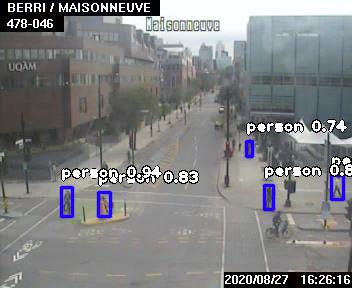 BERRI / MAISONNEUVE
478-046
Maisonneuve
UQAM
person 0.74
person 0.94
person 0.83
person 0.8
pe
2020/08/27 16:26:16